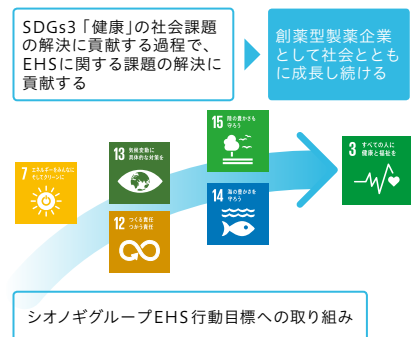 SDGs3「健康」の社会課題
の解決に貢献する過程で、
EHSに関する課題の解決に
貢献する
創薬型製薬企業
として社会ととも
に成長し続ける
15 陸の豊かさも
守ろう
13 気候変動に
具体的な対策を
3 すべての人に
健康と福祉を
7 エネルギーをみんなに
そしてクリーンに
14 海の豊かさを
守ろう
12 つくる責任
つかう責任
シオノギグループEHS行動目標への取り組み